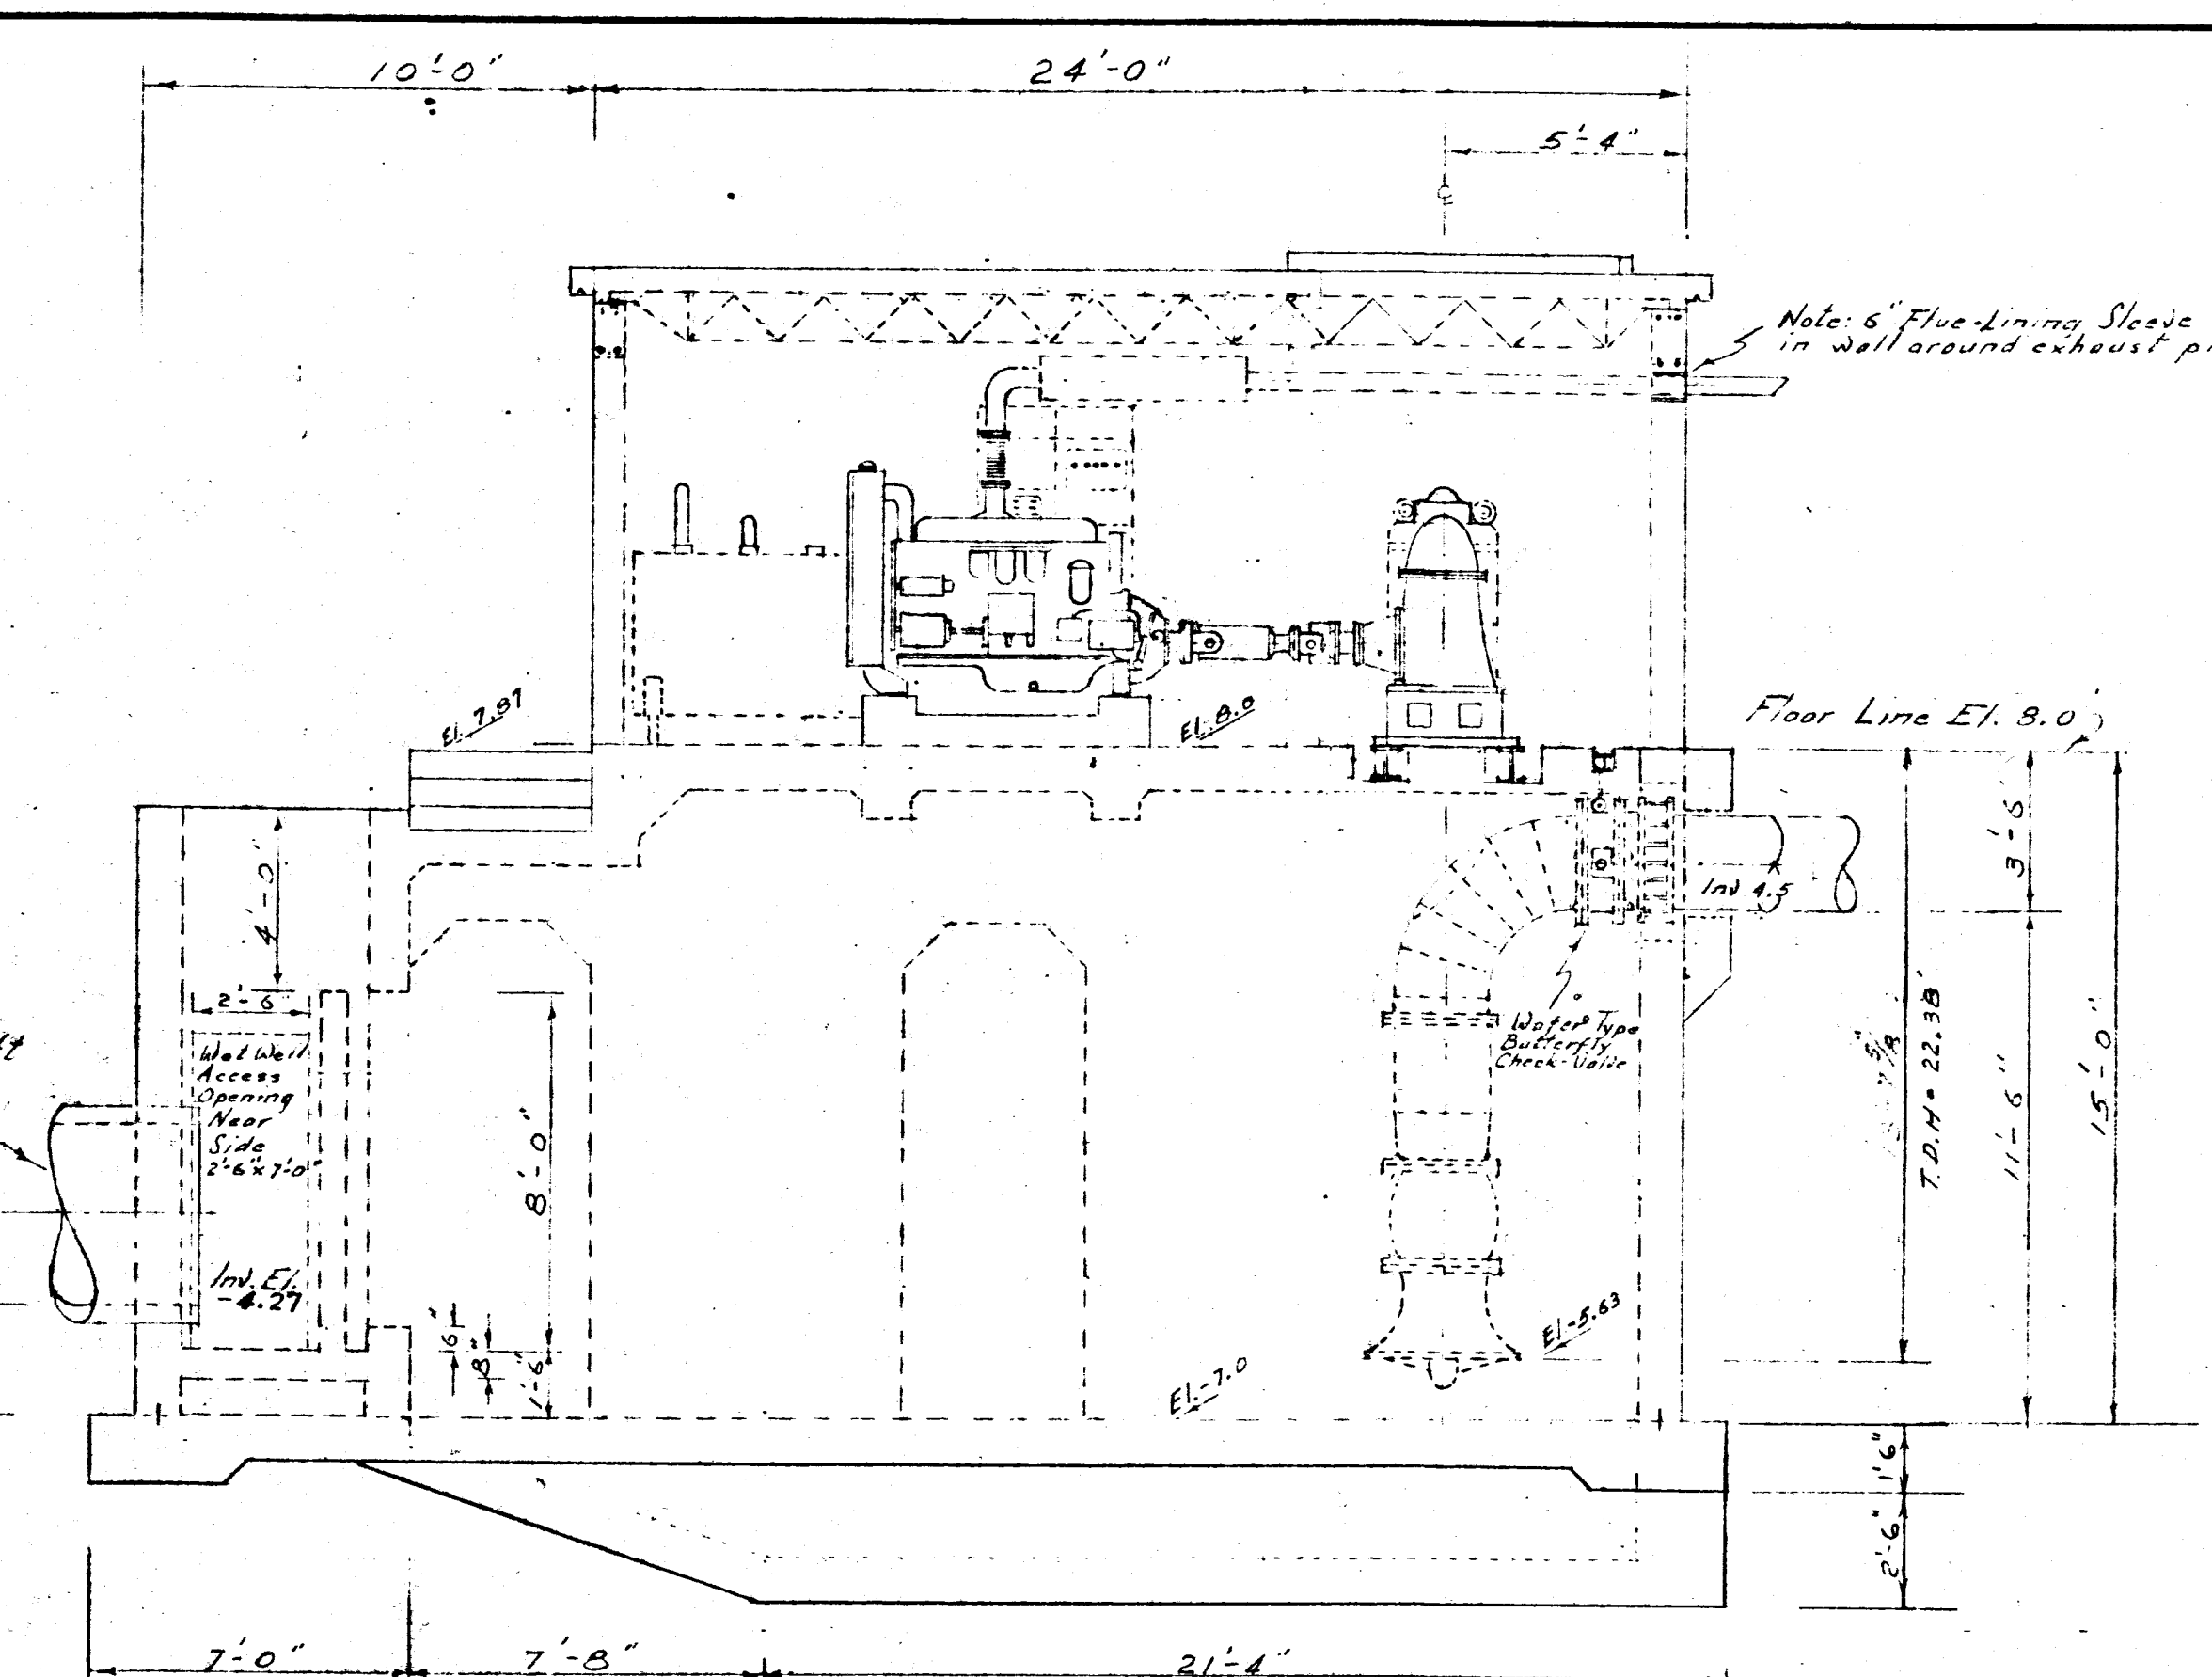 10'-0"
24'-0"
5'-4"
Note: 6" Flue-Lining Sleeve
in wall around exhaust
El. 7.87
El. 8.0
Floor Line El. 8.0
4'-0"
3'-6"
Inv. 4.5
2'-6"
Wet Well
Access
Opening
Near
Side
2'-6" x 7'-0"
Wafer Type
Butterfly
Check-Valve
T.D.H = 22.38'
8'-0"
11'-6"
15'-0"
Inv. El.
-4.27
6"
8"
1'-6"
El.-5.63
El.-7.0
1'6"
2'-6"
7'-0"
7'-8"
21'-4"